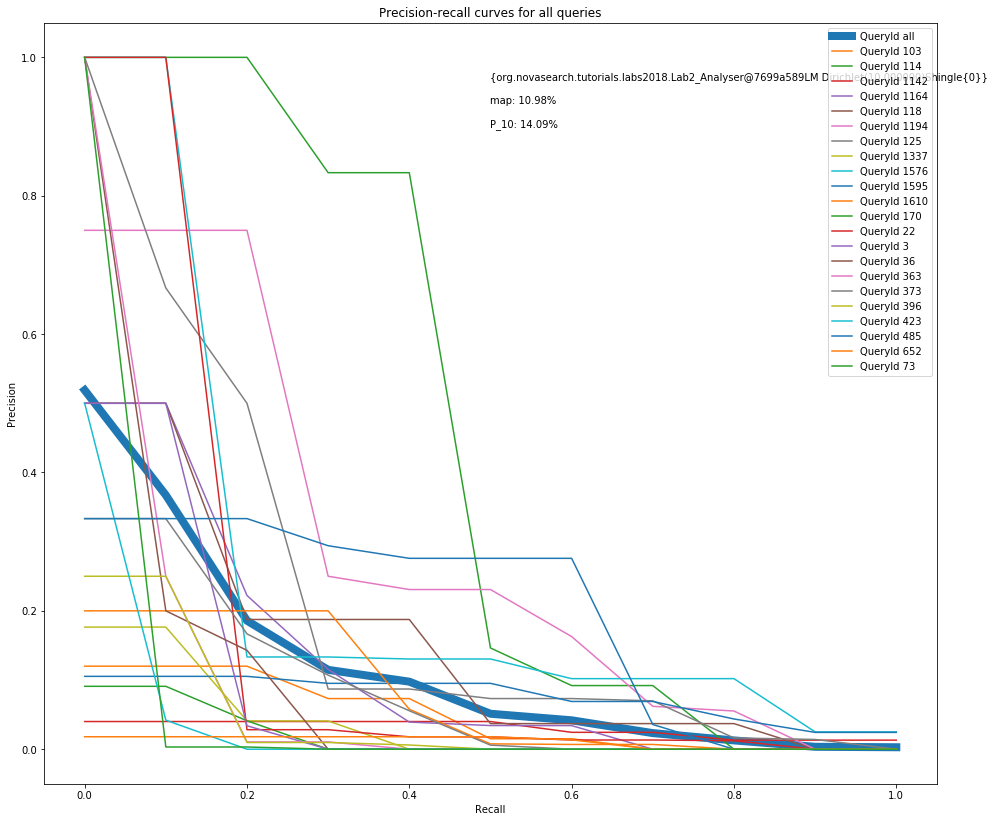 Precision-recall curves for all queries
{org.novasearch.tutorials.labs2018.Lab2_Analyser@7699a589LM
map: 10.98%
P_10: 14.09%
QueryId all
QueryId 103
QueryId 114
QueryId 1142
QueryId 1164
QueryId 118
QueryId 1194
QueryId 125
QueryId 1337
QueryId 1576
QueryId 1595
QueryId 1610
QueryId 170
QueryId 22
QueryId 3
QueryId 36
QueryId 363
QueryId 373
QueryId 396
QueryId 423
QueryId 485
QueryId 652
QueryId 73
Precision
1.0
0.8
0.6
0.4
0.2
0.0
0.0 0.2 0.4 0.6 0.8 1.0
Recall